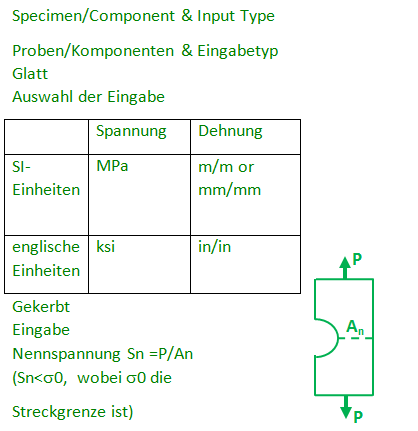 Specimen/Component & Input Type
Proben/Komponenten & Eingabetyp
Glatt
Auswahl der Eingabe
Spannung Dehnung
SI- MPa m/m or
Einheiten mm/mm
englische ksi in/in
Einheiten
Gekerbt
Eingabe
Nennspannung Sn =P/An
(Sn<σ0, wobei σ0 die
Streckgrenze ist)
P
An
P